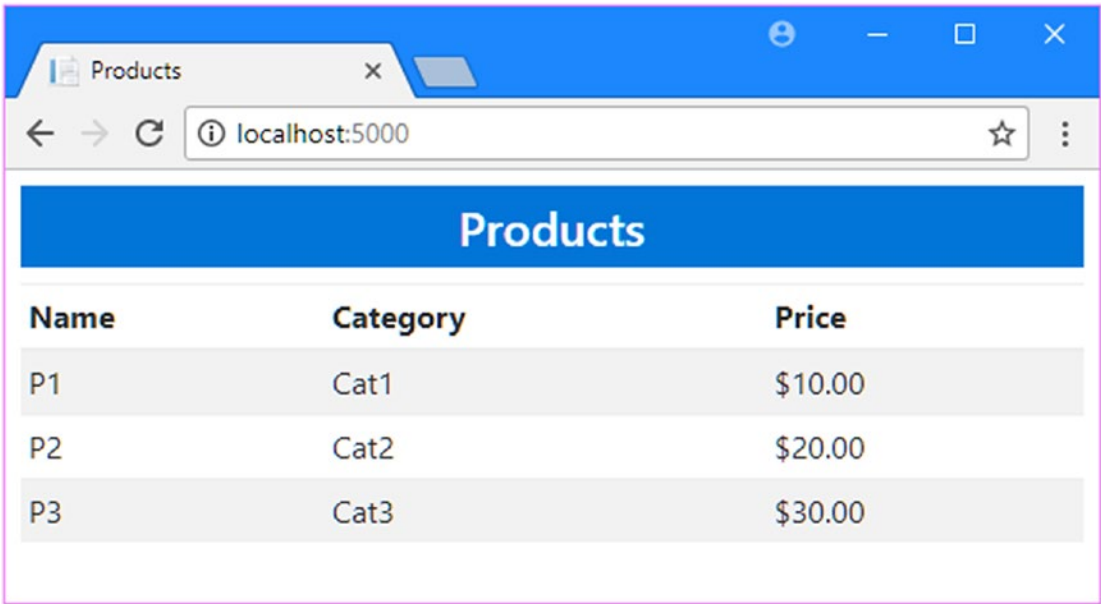 Products
localhost:5000
Products
Name Category Price
P1 Cat1 $10.00
P2 Cat2 $20.00
P3 Cat3 $30.00